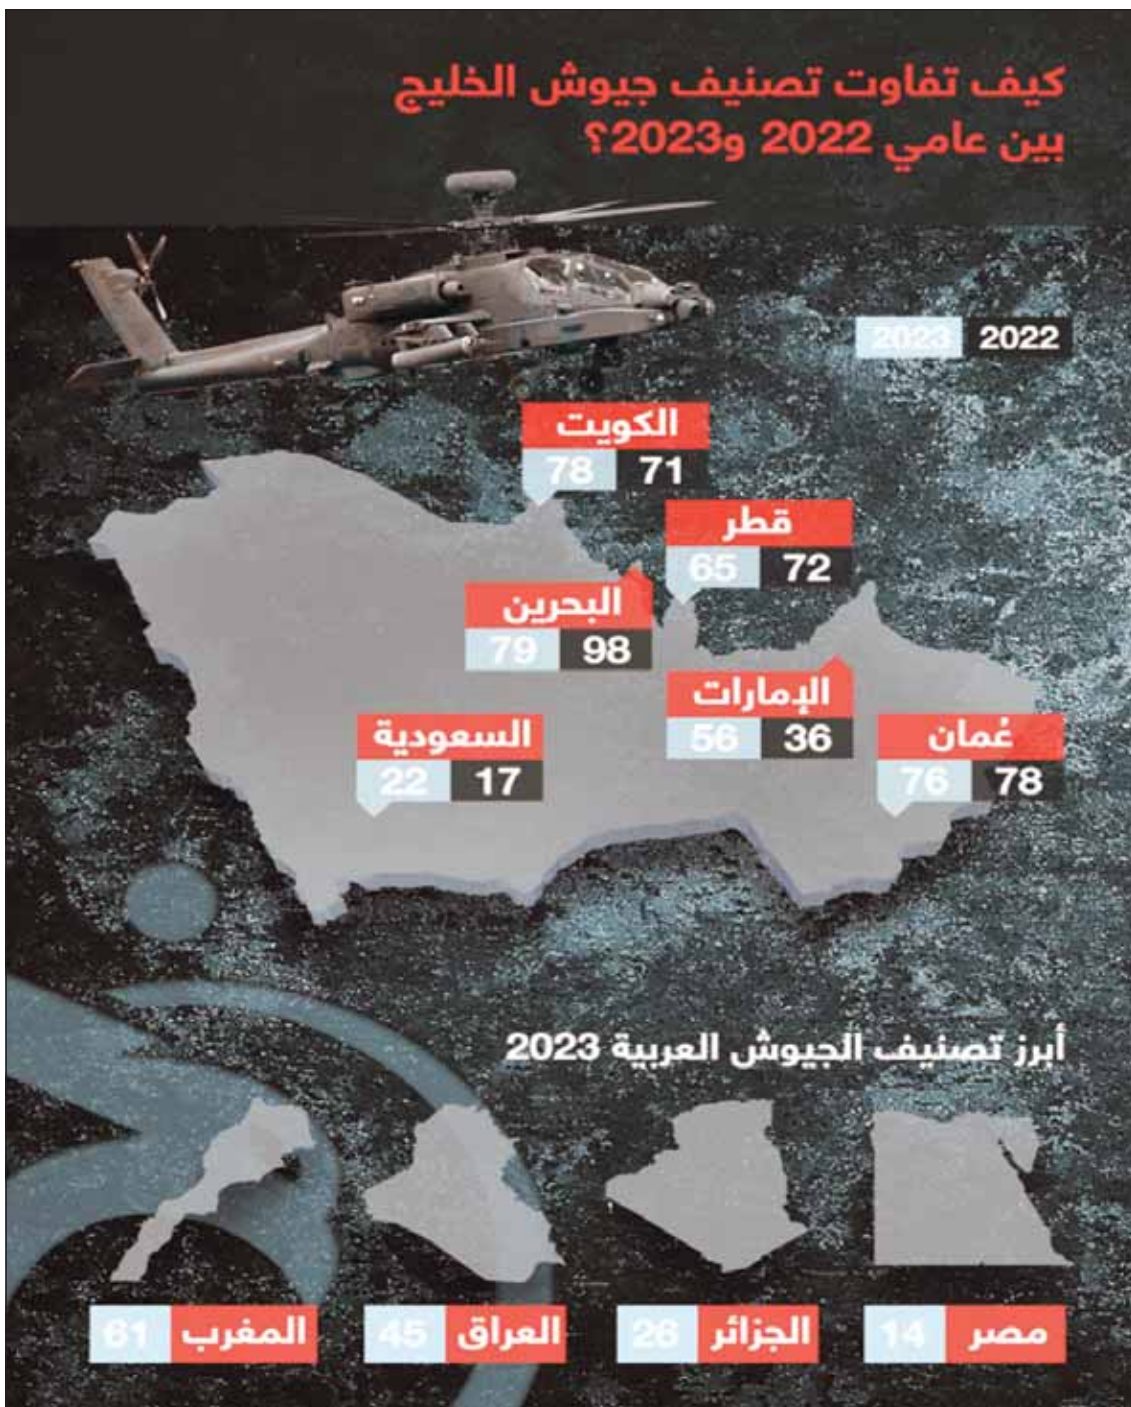 كيف تفاوت تصنيف جيوش الخليج
بين عامي 2022 و2023؟
2022 2023
الكويت
71 78
قطر
72 65
البحرين
98 79
الإمارات
36 56
السعودية
17 22
عُمان
78 76
أبرز تصنيف الجيوش العربية 2023
مصر 14
الجزائر 26
العراق 45
المغرب 61